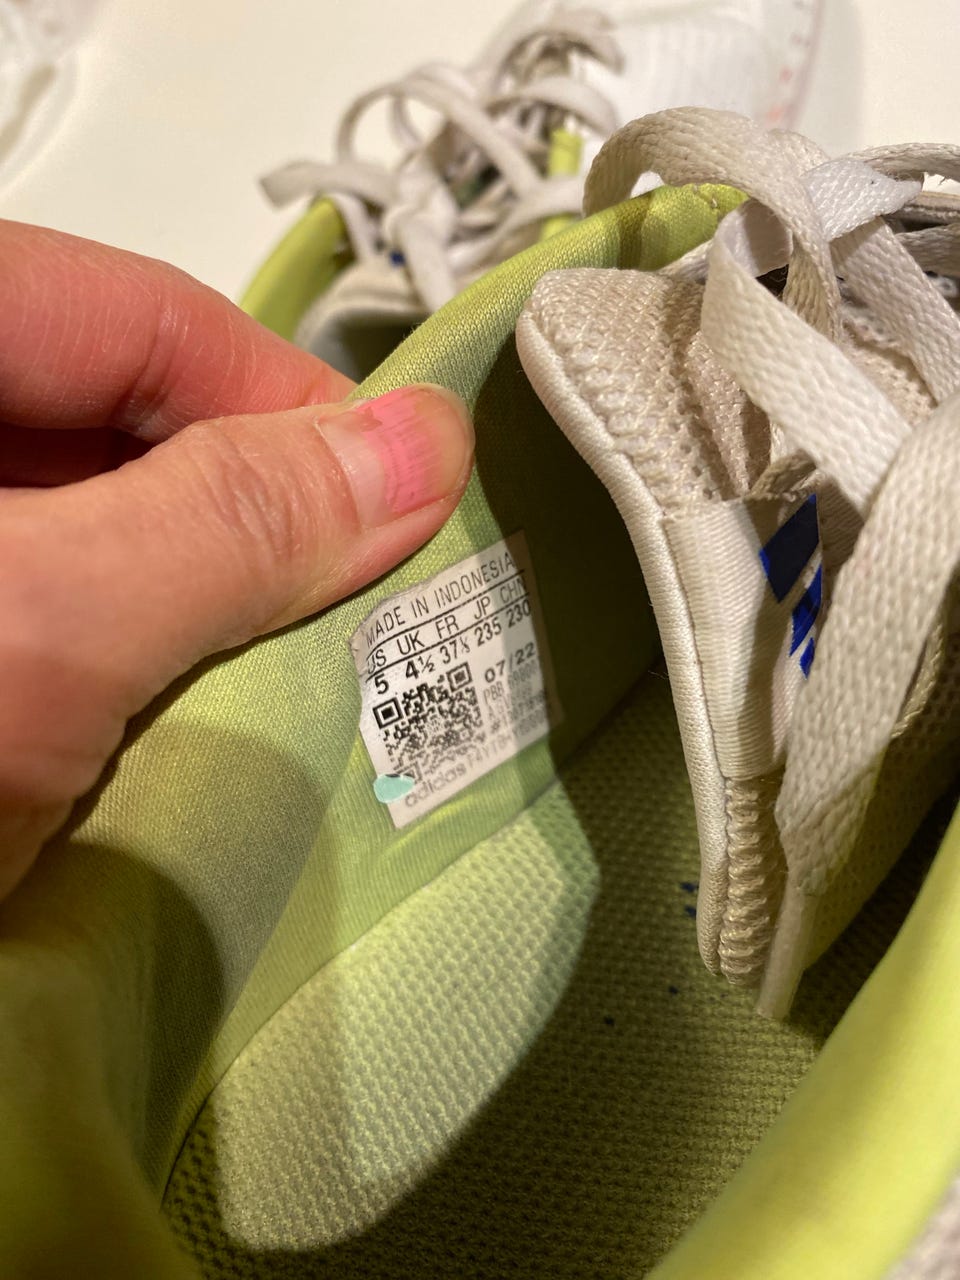 MADE IN INDONESIA
US UK FR JP CHN
5 4½ 37⅓ 235 230
07/22
adidas